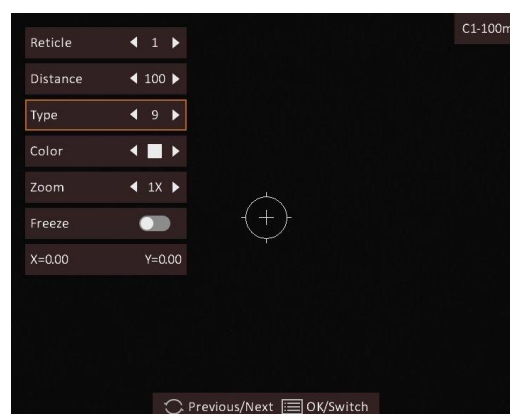 C1-100m
Reticle 1
Distance 100
Type 9
Color
Zoom 1X
Freeze
X=0.00 Y=0.00
Previous/Next OK/Switch